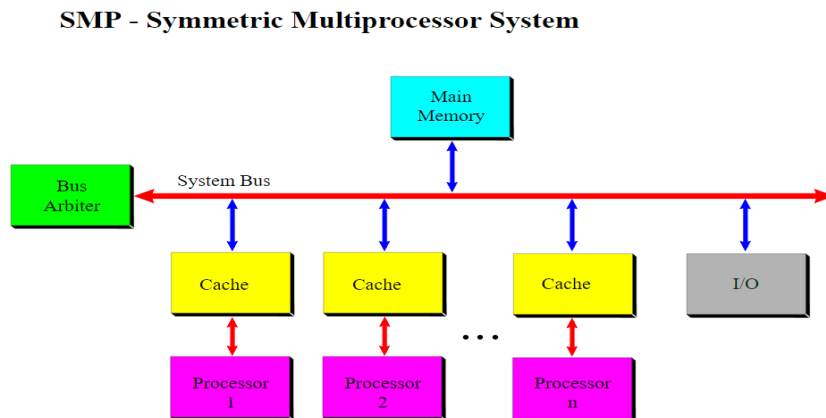 SMP - Symmetric Multiprocessor System
Main
Memory
System Bus
Bus
Arbiter
Cache
Cache
Cache
I/O
...
Processor
1
Processor
2
Processor
n